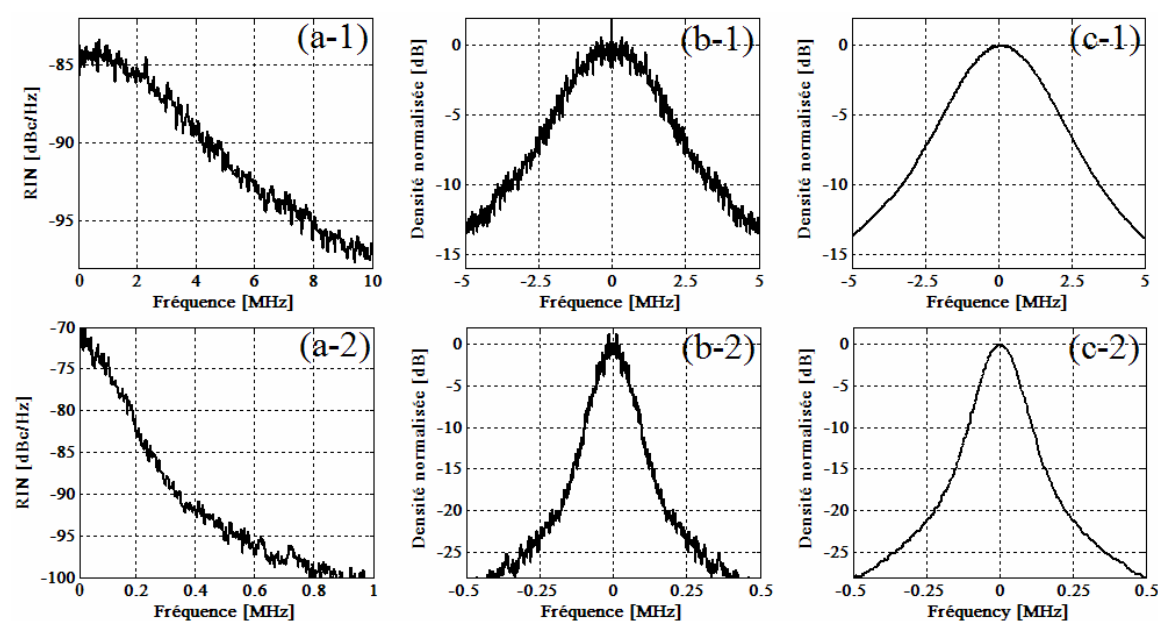 (a-1)
RIN [dBc/Hz]
-85
-90
-95
0 2 4 6 8 10
Fréquence [MHz]
(b-1)
Densité normalisée [dB]
0
-5
-10
-15
-5 -2.5 0 2.5 5
Fréquence [MHz]
(c-1)
Densité normalisée [dB]
0
-5
-10
-15
-5 -2.5 0 2.5 5
Fréquence [MHz]
(a-2)
RIN [dBc/Hz]
-70
-75
-80
-85
-90
-95
-100
0 0.2 0.4 0.6 0.8 1
Fréquence [MHz]
(b-2)
Densité normalisée [dB]
0
-5
-10
-15
-20
-25
-0.5 -0.25 0 0.25 0.5
Fréquence [MHz]
(c-2)
Densité normalisée [dB]
0
-5
-10
-15
-20
-25
-0.5 -0.25 0 0.25 0.5
Fréquency [MHz]